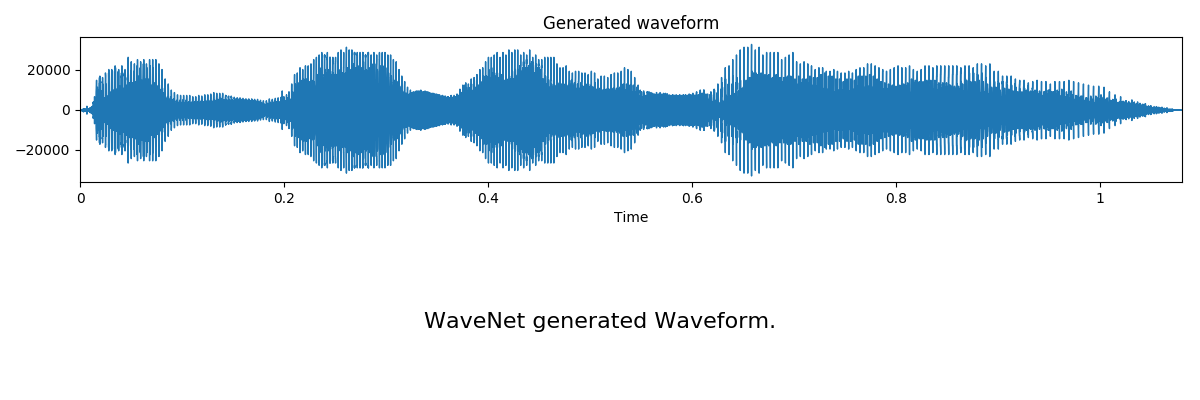 Generated waveform
20000
0
−20000
0 0.2 0.4 0.6 0.8 1
Time
WaveNet generated Waveform.